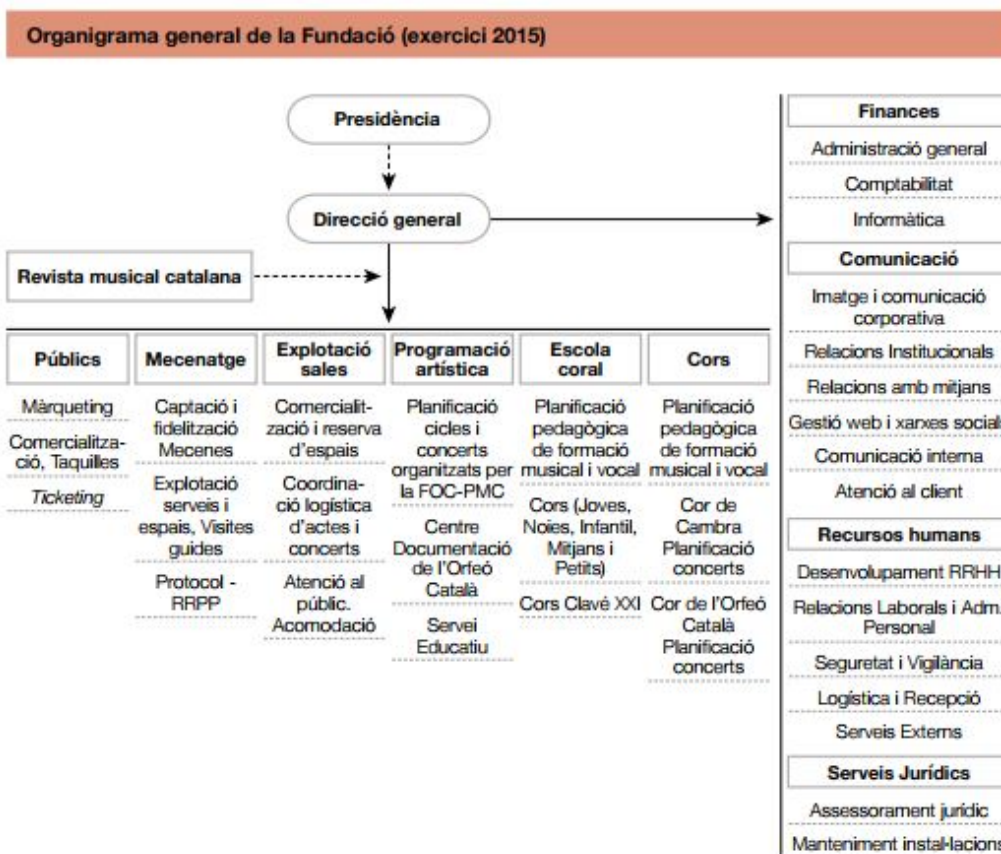 Organigrama general de la Fundació (exercici 2015)
Presidència
Direcció general
Revista musical catalana
Públics
Màrqueting
Comercialitza-
ció, Taquilles
Ticketing
Mecenatge
Captació i
fidelització
Mecenes
Explotació
serveis i
espais, Visites
guides
Protocol -
RRPP
Explotació
sales
Comercialit-
zació i reserva
d'espais
Coordina-
ció logística
d'actes i
concerts
Atenció al
públic.
Acomodació
Programació
artística
Planificació
cicles i
concerts
organitzats per
la FOC-PMC
Centre
Documentació
de l'Orfeó
Català
Servei
Educatiu
Escola
coral
Planificació
pedagògica
de formació
musical i vocal
Cors (Joves,
Noies, Infantil,
Mitjans i
Petits)
Cors Clavé XXI
Cors
Planificació
pedagògica
de formació
musical i vocal
Cor de
Cambra
Planificació
concerts
Cor de l'Orfeó
Català
Planificació
concerts
Finances
Administració general
Comptabilitat
Informàtica
Comunicació
Imatge i comunicació
corporativa
Relacions Institucionals
Relacions amb mitjans
Gestió web i xarxes socials
Comunicació interna
Atenció al client
Recursos humans
Desenvolupament RRHH
Relacions Laborals i Adm.
Personal
Seguretat i Vigilància
Logística i Recepció
Serveis Externs
Serveis Jurídics
Assessorament jurídic
Manteniment instal·lacions